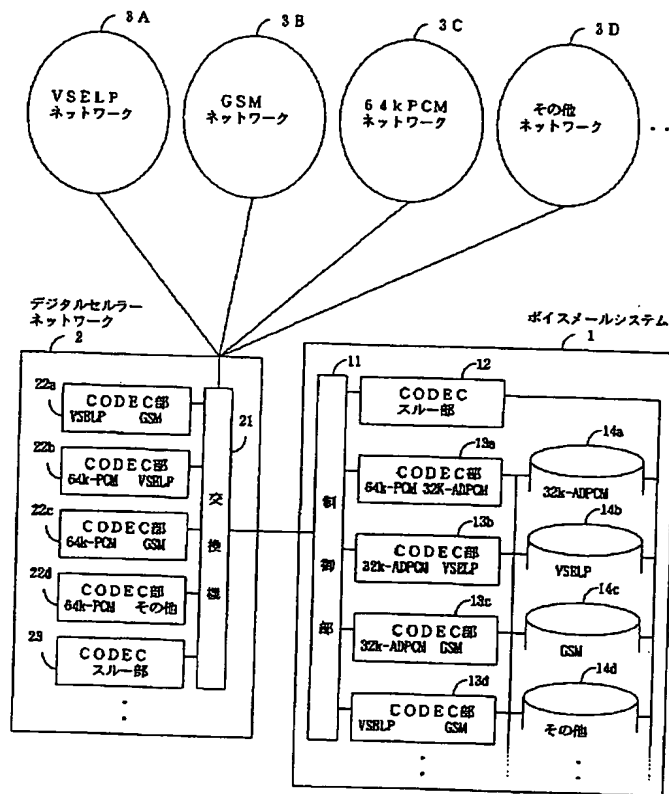 3A
3B
3C
3D
VSELP
ネットワーク
GSM
ネットワーク
64kPCM
ネットワーク
その他
ネットワーク
・・
デジタルセルラー
ネットワーク
2
ボイスメールシステム
1
22a
CODEC部
VSELP GSM
22b
CODEC部
64k-PCM VSELP
22c
CODEC部
64k-PCM GSM
22d
CODEC部
64k-PCM その他
23
CODEC
スルー部
21
交換機
11
制御部
12
CODEC
スルー部
13a
CODEC部
64k-PCM 32K-ADPCM
13b
CODEC部
32k-ADPCM VSELP
13c
CODEC部
32k-ADPCM GSM
13d
CODEC部
VSELP GSM
14a
32k-ADPCM
14b
VSELP
14c
GSM
14d
その他